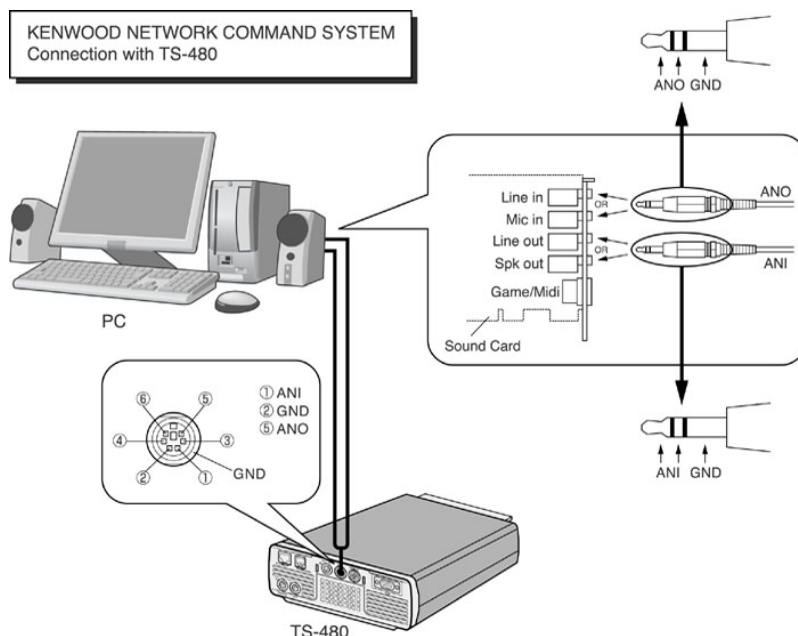 KENWOOD NETWORK COMMAND SYSTEM
Connection with TS-480
ANO GND
Line in
OR
Mic in
Line out
OR
Spk out
Game/Midi
Sound Card
ANO
ANI
PC
⑥
⑤
④
③
②
①
GND
① ANI
② GND
⑤ ANO
ANI GND
TS-480